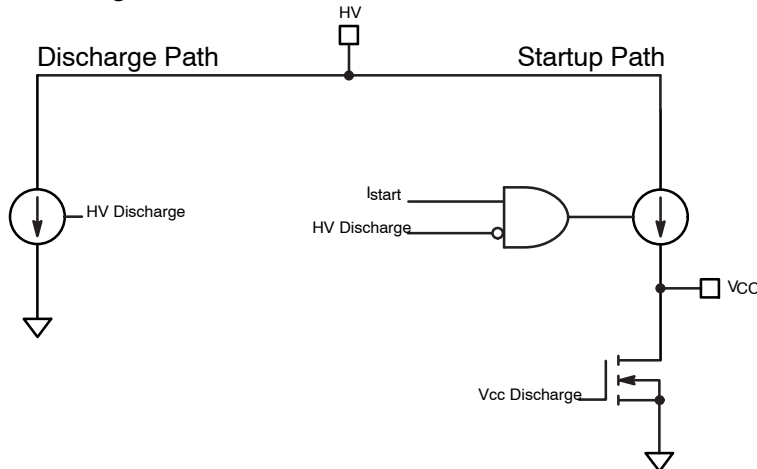 HV
Discharge Path
Startup Path
Istart
HV Discharge
HV Discharge
VCC
Vcc Discharge